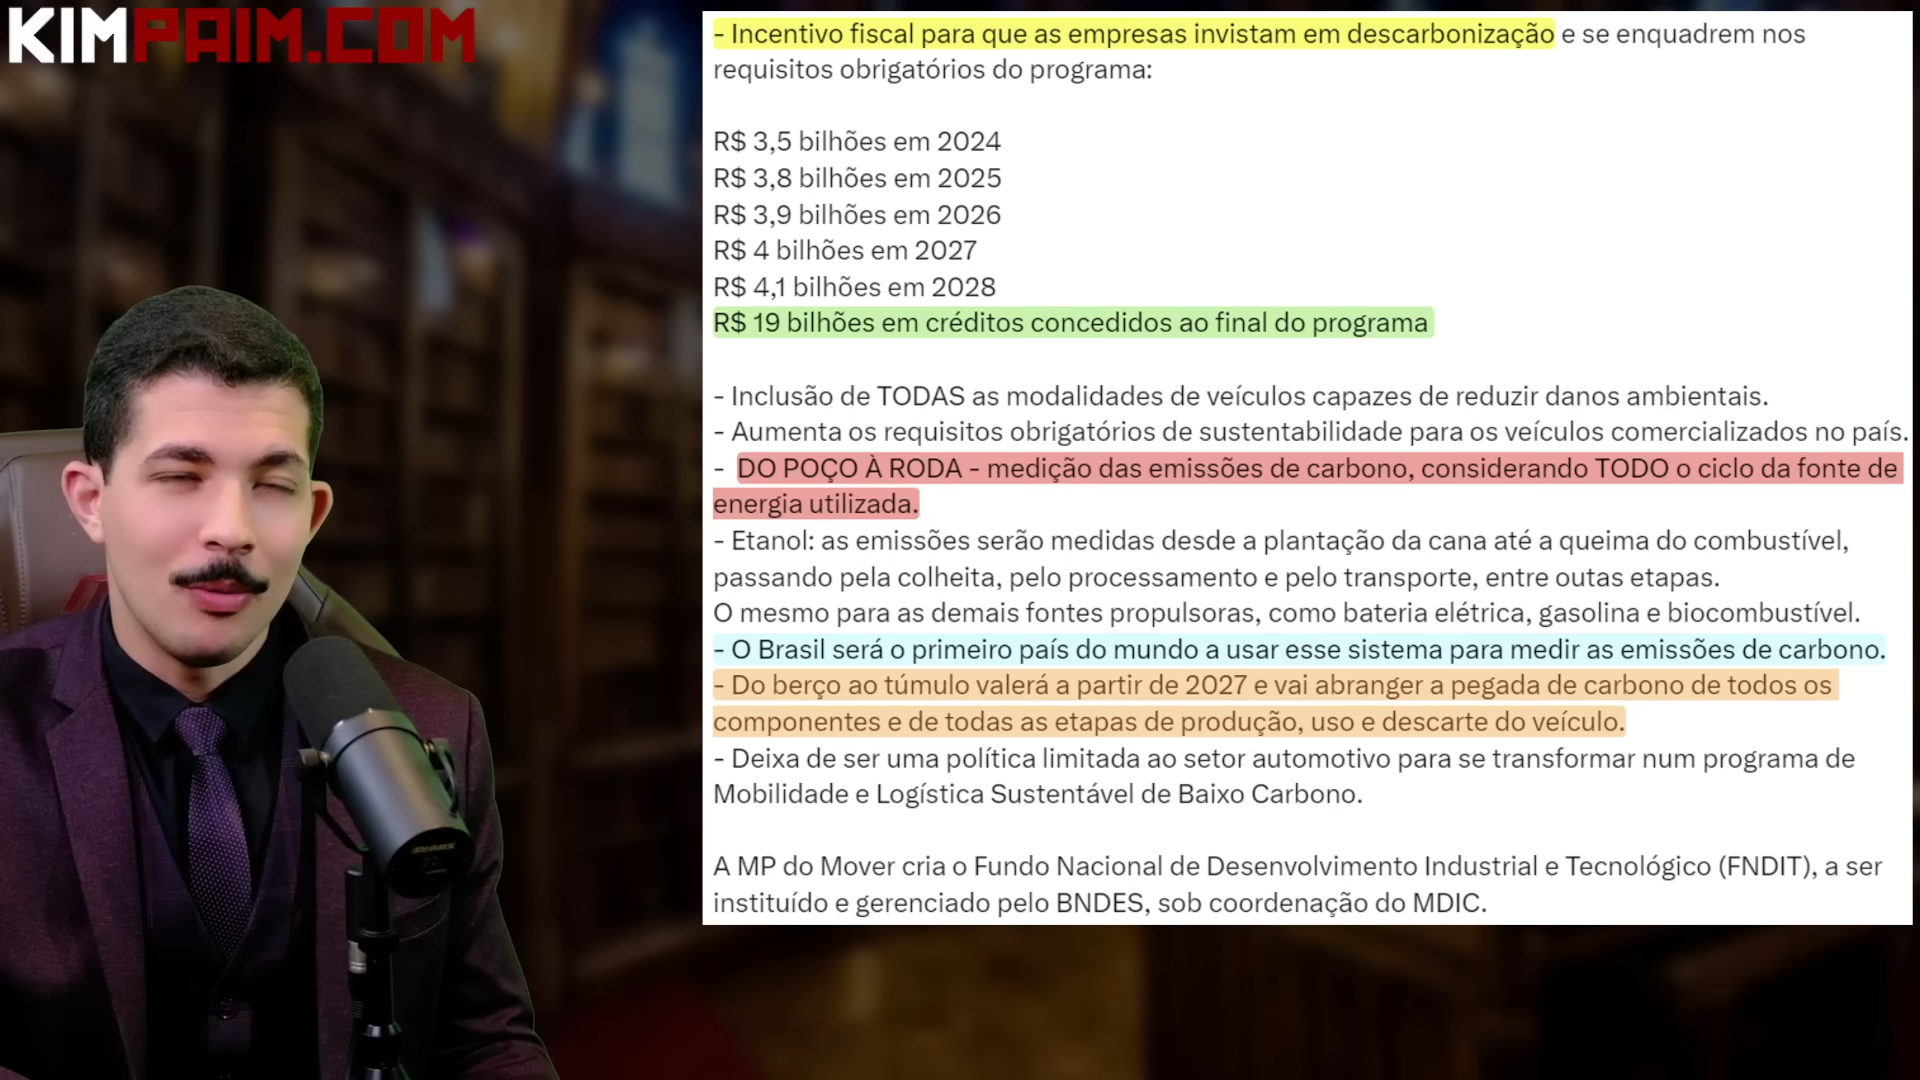 KIMPAIM.COM
- Incentivo fiscal para que as empresas invistam em descarbonização e se enquadrem nos
requisitos obrigatórios do programa:
R$ 3,5 bilhões em 2024
R$ 3,8 bilhões em 2025
R$ 3,9 bilhões em 2026
R$ 4 bilhões em 2027
R$ 4,1 bilhões em 2028
R$ 19 bilhões em créditos concedidos ao final do programa
- Inclusão de TODAS as modalidades de veículos capazes de reduzir danos ambientais.
- Aumenta os requisitos obrigatórios de sustentabilidade para os veículos comercializados no país.
- DO POÇO À RODA - medição das emissões de carbono, considerando TODO o ciclo da fonte de
energia utilizada.
- Etanol: as emissões serão medidas desde a plantação da cana até a queima do combustível,
passando pela colheita, pelo processamento e pelo transporte, entre outras etapas.
O mesmo para as demais fontes propulsoras, como bateria elétrica, gasolina e biocombustível.
- O Brasil será o primeiro país do mundo a usar esse sistema para medir as emissões de carbono.
- Do berço ao túmulo valerá a partir de 2027 e vai abranger a pegada de carbono de todos os
componentes e de todas as etapas de produção, uso e descarte do veículo.
- Deixa de ser uma política limitada ao setor automotivo para se transformar num programa de
Mobilidade e Logística Sustentável de Baixo Carbono.
A MP do Mover cria o Fundo Nacional de Desenvolvimento Industrial e Tecnológico (FNDIT), a ser
instituído e gerenciado pelo BNDES, sob coordenação do MDIC.